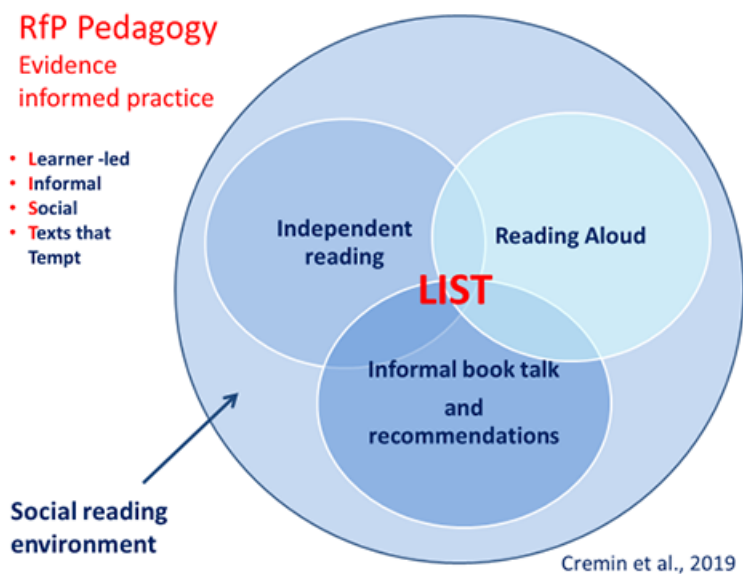 RfP Pedagogy
Evidence
informed practice
• Learner -led
• Informal
• Social
• Texts that
Tempt
Independent
reading
Reading Aloud
LIST
Informal book talk
and
recommendations
Social reading
environment
Cremin et al., 2019